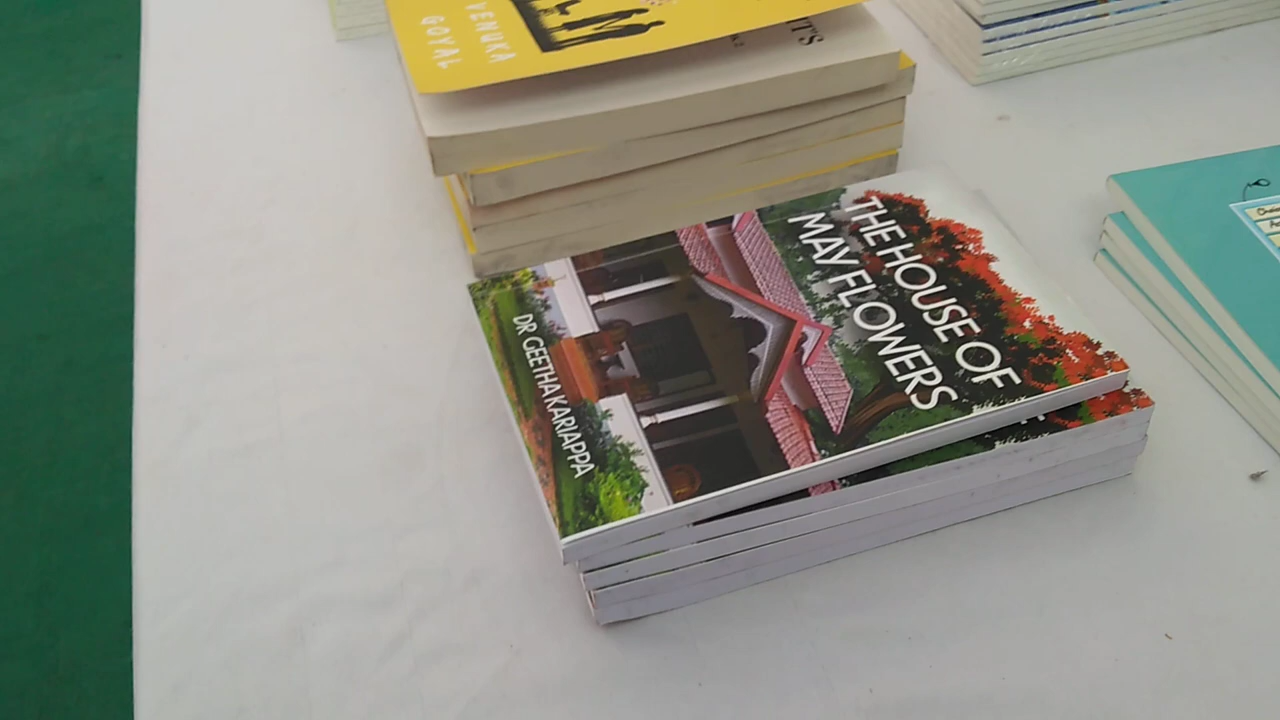 VENUKA
GOYAL
THE HOUSE OF
MAY FLOWERS
DR GEETHA KARIAPPA